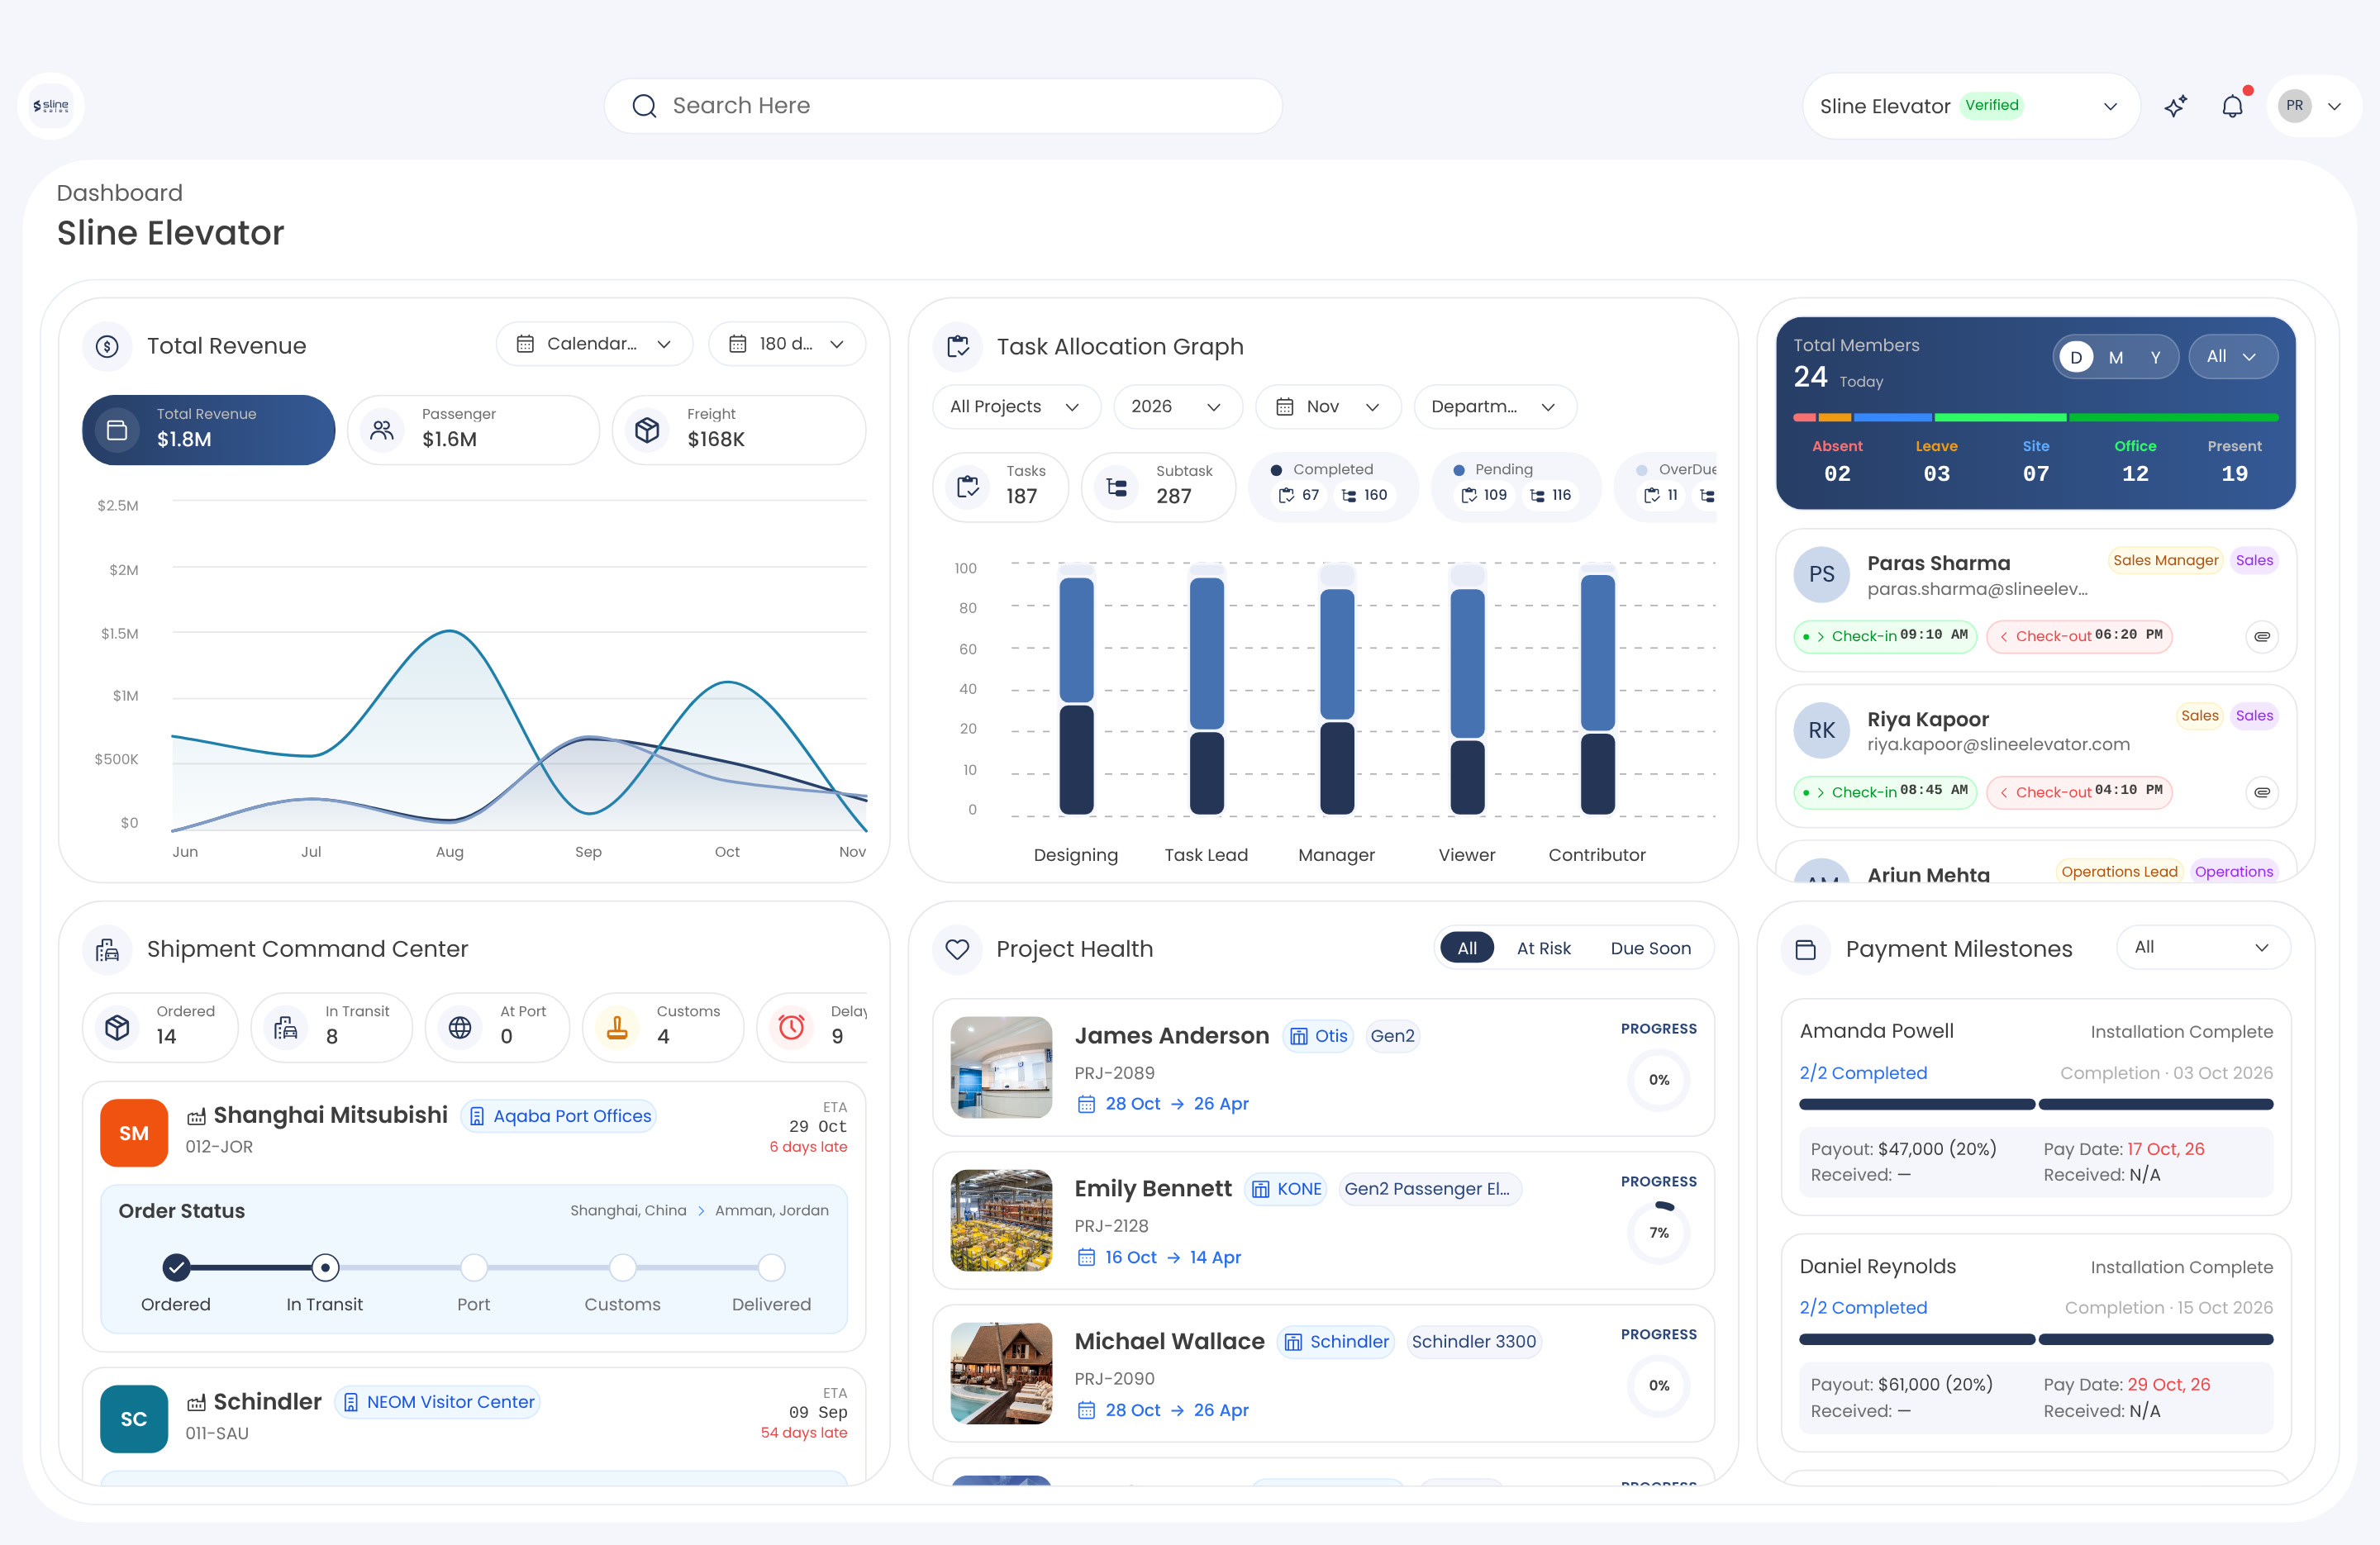 sline
sales
Search Here
Sline Elevator
Verified
PR
Dashboard
Sline Elevator
Total Revenue
Calendar...
180 d...
Total Revenue
$1.8M
Passenger
$1.6M
Freight
$168K
$2.5M
$2M
$1.5M
$1M
$500K
$0
Jun
Jul
Aug
Sep
Oct
Nov
Task Allocation Graph
All Projects
2026
Nov
Departm...
Tasks
187
Subtask
287
Completed
67
160
Pending
109
116
OverDue
11
100
80
60
40
20
10
0
Designing
Task Lead
Manager
Viewer
Contributor
Total Members
24 Today
D M Y
All
Absent
02
Leave
03
Site
07
Office
12
Present
19
PS
Paras Sharma
Sales Manager
Sales
paras.sharma@slineelev...
Check-in 09:10 AM
Check-out 06:20 PM
RK
Riya Kapoor
Sales
Sales
riya.kapoor@slineelevator.com
Check-in 08:45 AM
Check-out 04:10 PM
AM
Arjun Mehta
Operations Lead
Operations
Shipment Command Center
Ordered
14
In Transit
8
At Port
0
Customs
4
Delay
9
SM
Shanghai Mitsubishi
Aqaba Port Offices
012-JOR
ETA
29 Oct
6 days late
Order Status
Shanghai, China > Amman, Jordan
Ordered
In Transit
Port
Customs
Delivered
SC
Schindler
NEOM Visitor Center
011-SAU
ETA
09 Sep
54 days late
Project Health
All
At Risk
Due Soon
James Anderson
Otis
Gen2
PRJ-2089
28 Oct → 26 Apr
PROGRESS
0%
Emily Bennett
KONE
Gen2 Passenger El...
PRJ-2128
16 Oct → 14 Apr
PROGRESS
7%
Michael Wallace
Schindler
Schindler 3300
PRJ-2090
28 Oct → 26 Apr
PROGRESS
0%
PROGRESS
Payment Milestones
All
Amanda Powell
Installation Complete
2/2 Completed
Completion · 03 Oct 2026
Payout: $47,000 (20%)
Pay Date: 17 Oct, 26
Received: —
Received: N/A
Daniel Reynolds
Installation Complete
2/2 Completed
Completion · 15 Oct 2026
Payout: $61,000 (20%)
Pay Date: 29 Oct, 26
Received: —
Received: N/A